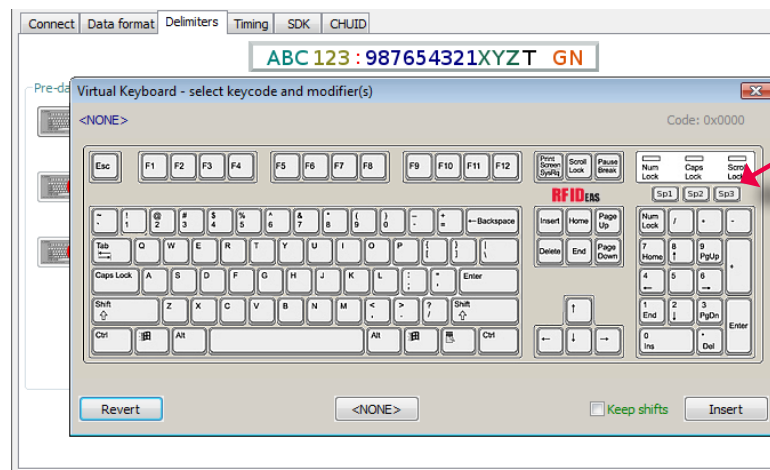 Connect Data format Delimiters Timing SDK CHUID
ABC 123 : 987654321XYZT GN
Pre-da
Virtual Keyboard - select keycode and modifier(s)
<NONE> Code: 0x0000
Esc F1 F2 F3 F4 F5 F6 F7 F8 F9 F10 F11 F12 Print Screen SysRq Scroll Lock Pause Break Num Lock Caps Lock Scro Lock
RFIDEAS Sp1 Sp2 Sp3
~ ! 1 @ 2 # 3 $ 4 % 5 ^ 6 & 7 * 8 ( 9 ) 0 - + = ←Backspace Insert Home Page Up Num Lock / -
Tab Q W E R T Y U I O P { [ } ] | \ Delete End Page Down 7 Home 8 ↑ 9 PgUp
Caps Lock A S D F G H J K L : ; Enter 4 ← 5 6 →
Shift Z X C V B N M < , > . ? / Shift ↑ 1 End 2 ↓ 3 PgDn Enter
Ctrl Alt Alt Ctrl ← ↓ → 0 Ins . Del
Revert <NONE> Keep shifts Insert